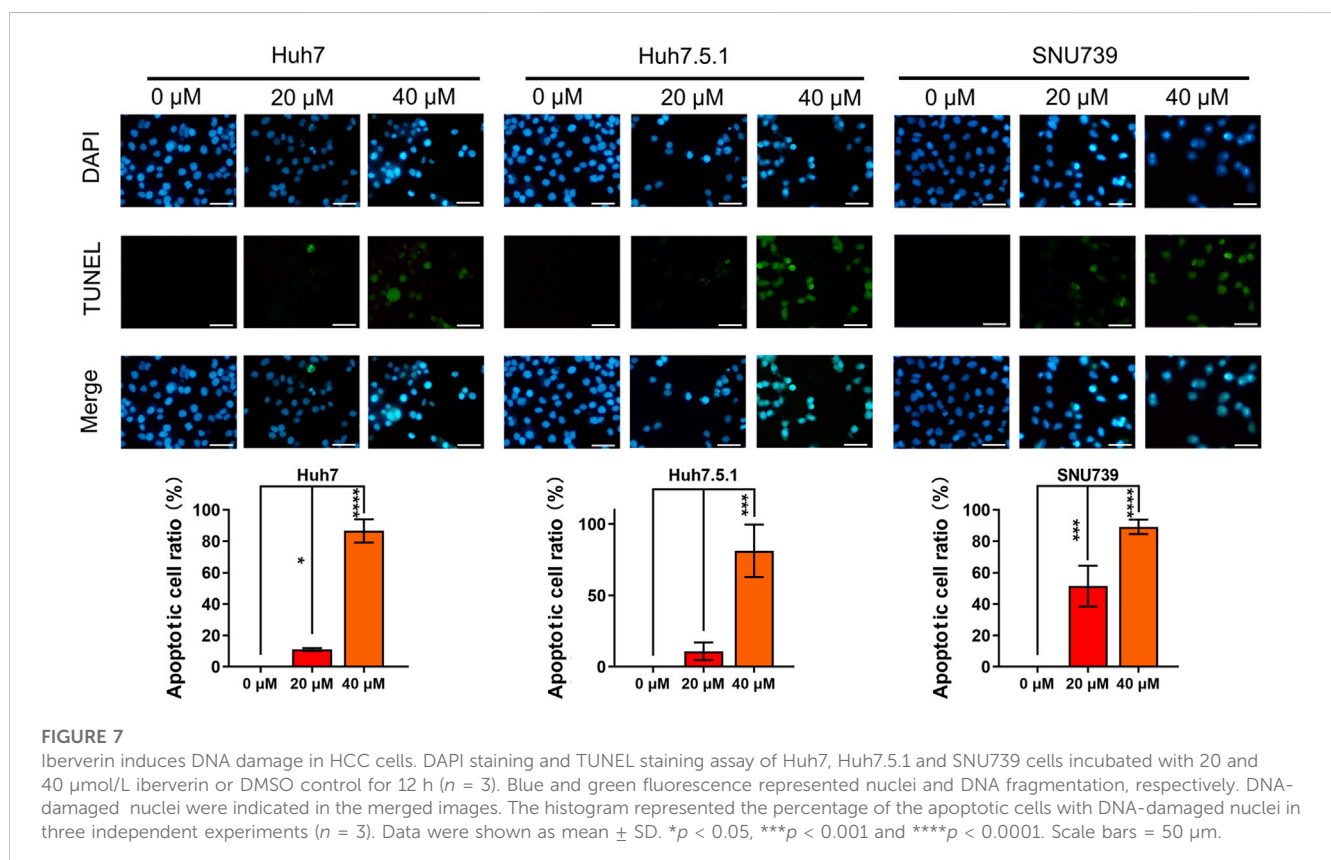 Huh7 Huh7.5.1 SNU739
0 μM 20 μM 40 μM 0 μM 20 μM 40 μM 0 μM 20 μM 40 μM
DAPI
TUNEL
Merge
Huh7
Apoptotic cell ratio (%)
100
80
60
40
20
0
*
****
0 μM 20 μM 40 μM
Huh7.5.1
Apoptotic cell ratio (%)
100
50
0
***
0 μM 20 μM 40 μM
SNU739
Apoptotic cell ratio (%)
100
80
60
40
20
0
***
****
0 μM 20 μM 40 μM
FIGURE 7
Iberverin induces DNA damage in HCC cells. DAPI staining and TUNEL staining assay of Huh7, Huh7.5.1 and SNU739 cells incubated with 20 and
40 μmol/L iberverin or DMSO control for 12 h (n = 3). Blue and green fluorescence represented nuclei and DNA fragmentation, respectively. DNA-
damaged nuclei were indicated in the merged images. The histogram represented the percentage of the apoptotic cells with DNA-damaged nuclei in
three independent experiments (n = 3). Data were shown as mean ± SD. *p < 0.05, ***p < 0.001 and ****p < 0.0001. Scale bars = 50 μm.